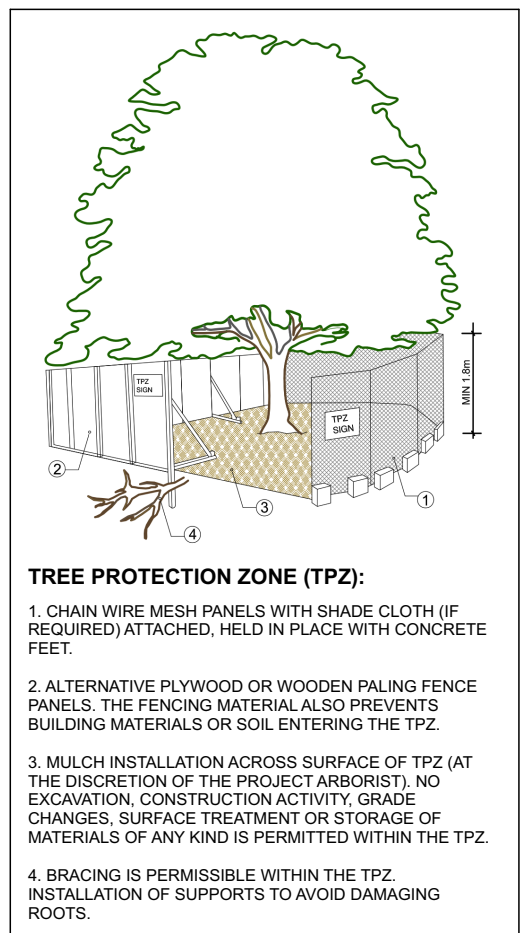 TPZ
SIGN
TPZ
SIGN
MIN 1.8m
2
1
3
4
TREE PROTECTION ZONE (TPZ):
1. CHAIN WIRE MESH PANELS WITH SHADE CLOTH (IF
REQUIRED) ATTACHED, HELD IN PLACE WITH CONCRETE
FEET.
2. ALTERNATIVE PLYWOOD OR WOODEN PALING FENCE
PANELS. THE FENCING MATERIAL ALSO PREVENTS
BUILDING MATERIALS OR SOIL ENTERING THE TPZ.
3. MULCH INSTALLATION ACROSS SURFACE OF TPZ (AT
THE DISCRETION OF THE PROJECT ARBORIST). NO
EXCAVATION, CONSTRUCTION ACTIVITY, GRADE
CHANGES, SURFACE TREATMENT OR STORAGE OF
MATERIALS OF ANY KIND IS PERMITTED WITHIN THE TPZ.
4. BRACING IS PERMISSIBLE WITHIN THE TPZ.
INSTALLATION OF SUPPORTS TO AVOID DAMAGING
ROOTS.